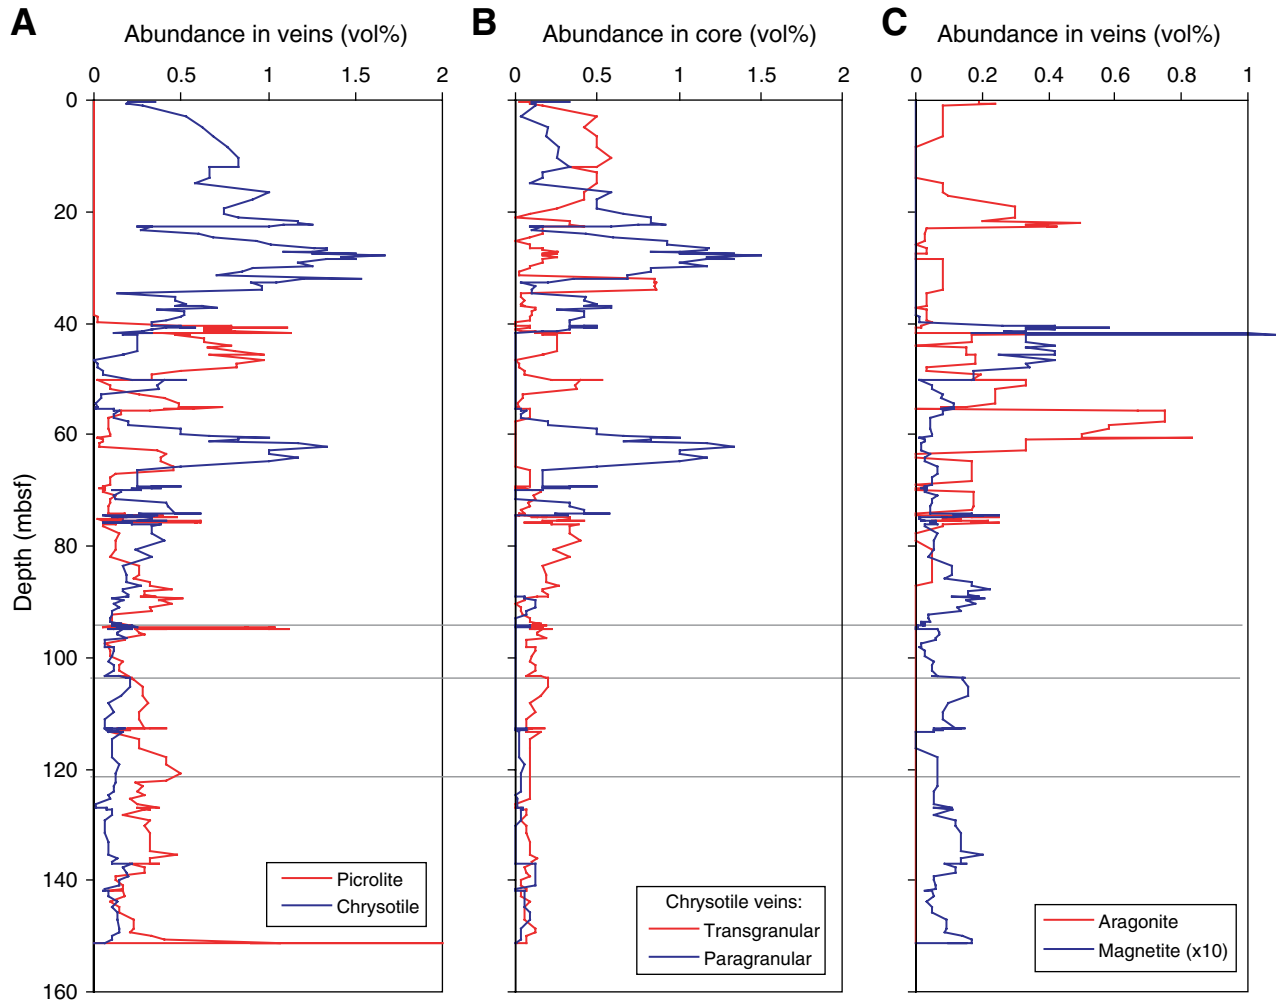 A
Abundance in veins (vol%)
0 0.5 1 1.5 2
B
Abundance in core (vol%)
0 0.5 1 1.5 2
C
Abundance in veins (vol%)
0 0.2 0.4 0.6 0.8 1
Depth (mbsf)
0
20
40
60
80
100
120
140
160
Picrolite
Chrysotile
Chrysotile veins:
Transgranular
Paragranular
Aragonite
Magnetite (x10)